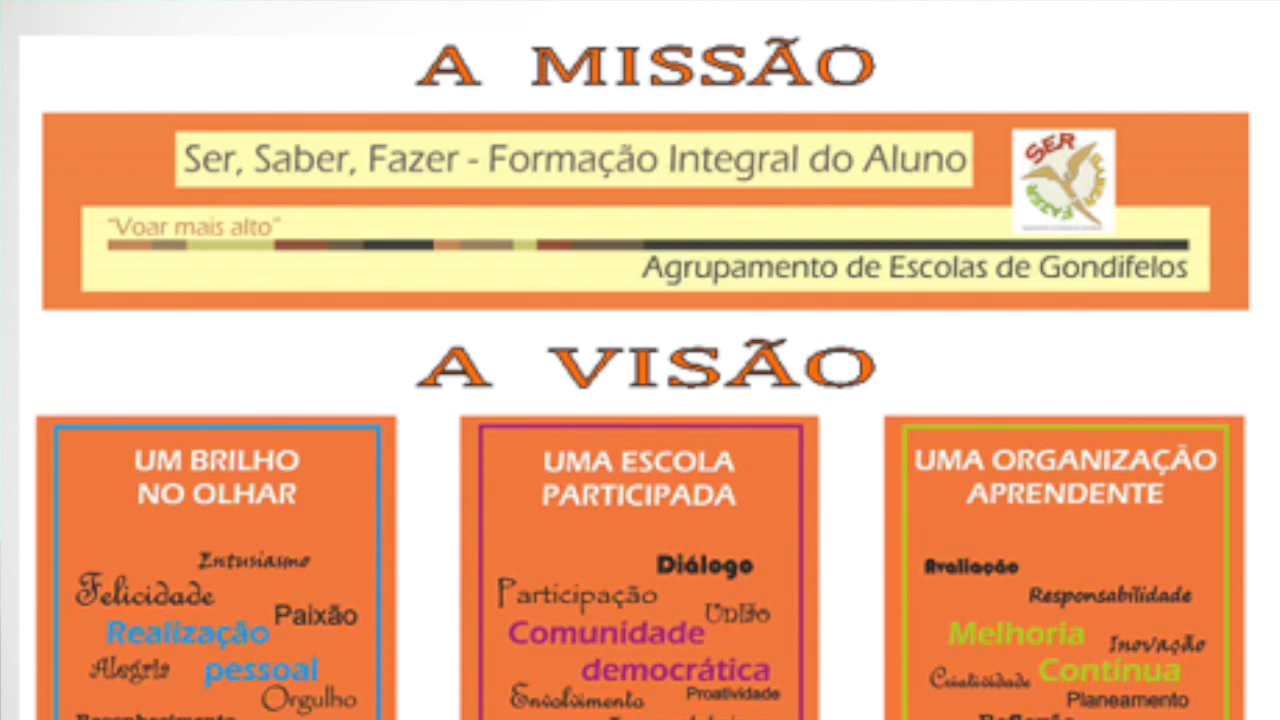 A MISSÃO
Ser, Saber, Fazer - Formação Integral do Aluno
SER
SABER
FAZER
"Voar mais alto"
Agrupamento de Escolas de Gondifelos
A VISÃO
UM BRILHO
NO OLHAR
Entusiasmo
Felicidade
Paixão
Realização
Alegria pessoal
Orgulho
UMA ESCOLA
PARTICIPADA
Diálogo
Participação
União
Comunidade
democrática
Envolvimento Proatividade
UMA ORGANIZAÇÃO
APRENDENTE
Avaliação
Responsabilidade
Melhoria Inovação
Criatividade Contínua
Planeamento